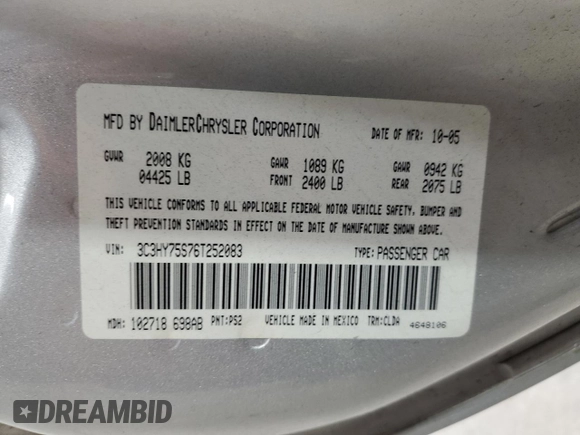 MFD BY DAIMLERCHRYSLER CORPORATION DATE OF MFR: 10-05
GVWR 2008 KG GAWR 1089 KG GAWR 0942 KG
04425 LB FRONT 2400 LB REAR 2075 LB
THIS VEHICLE CONFORMS TO ALL APPLICABLE FEDERAL MOTOR VEHICLE SAFETY, BUMPER AND
THEFT PREVENTION STANDARDS IN EFFECT ON THE DATE OF MANUFACTURE SHOWN ABOVE.
VIN: 3C3HY75S76T252083 TYPE: PASSENGER CAR
MDH: 102718 698AB PNT: PS2 VEHICLE MADE IN MEXICO TRM: CLDA 4648106
DREAMBID